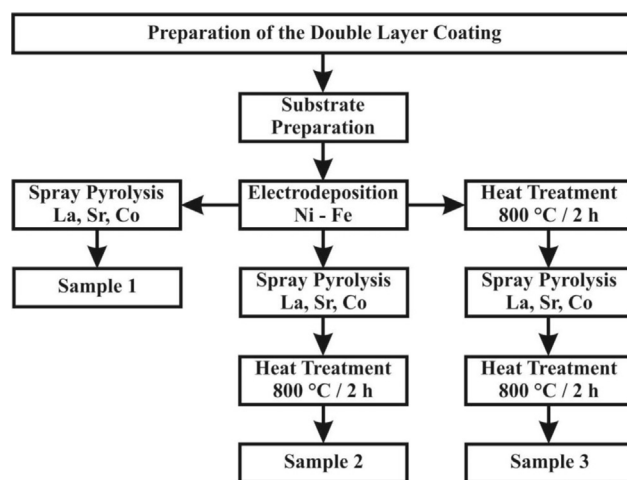 Preparation of the Double Layer Coating
Substrate
Preparation
Spray Pyrolysis
La, Sr, Co
Electrodeposition
Ni - Fe
Heat Treatment
800 °C / 2 h
Sample 1
Spray Pyrolysis
La, Sr, Co
Spray Pyrolysis
La, Sr, Co
Heat Treatment
800 °C / 2 h
Heat Treatment
800 °C / 2 h
Sample 2
Sample 3